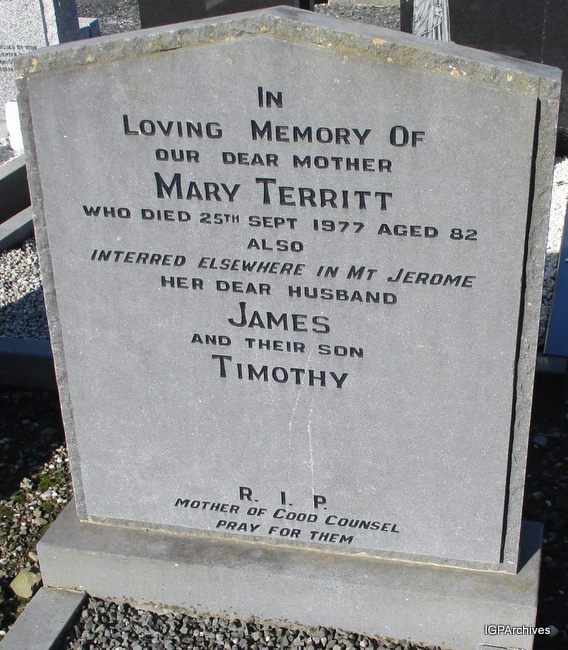 In
Loving Memory Of
our dear mother
Mary Territt
who died 25th Sept 1977 aged 82
also
interred elsewhere in Mt Jerome
her dear husband
James
and their son
Timothy
R. I. P.
Mother of Good Counsel
pray for them
IGPArchives